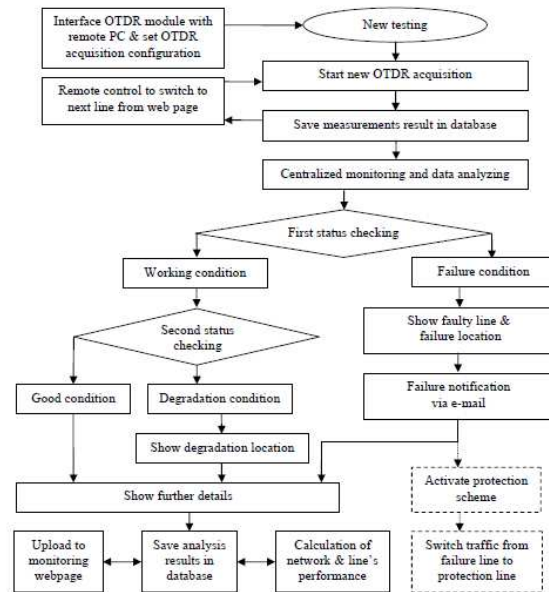 Interface OTDR module with
remote PC & set OTDR
acquisition configuration
New testing
Remote control to switch to
next line from web page
Start new OTDR acquisition
Save measurements result in database
Centralized monitoring and data analyzing
First status checking
Working condition
Failure condition
Second status
checking
Show faulty line &
failure location
Good condition
Degradation condition
Failure notification
via e-mail
Show degradation location
Show further details
Activate protection
scheme
Upload to
monitoring
webpage
Save analysis
results in
database
Calculation of
network & line's
performance
Switch traffic from
failure line to
protection line